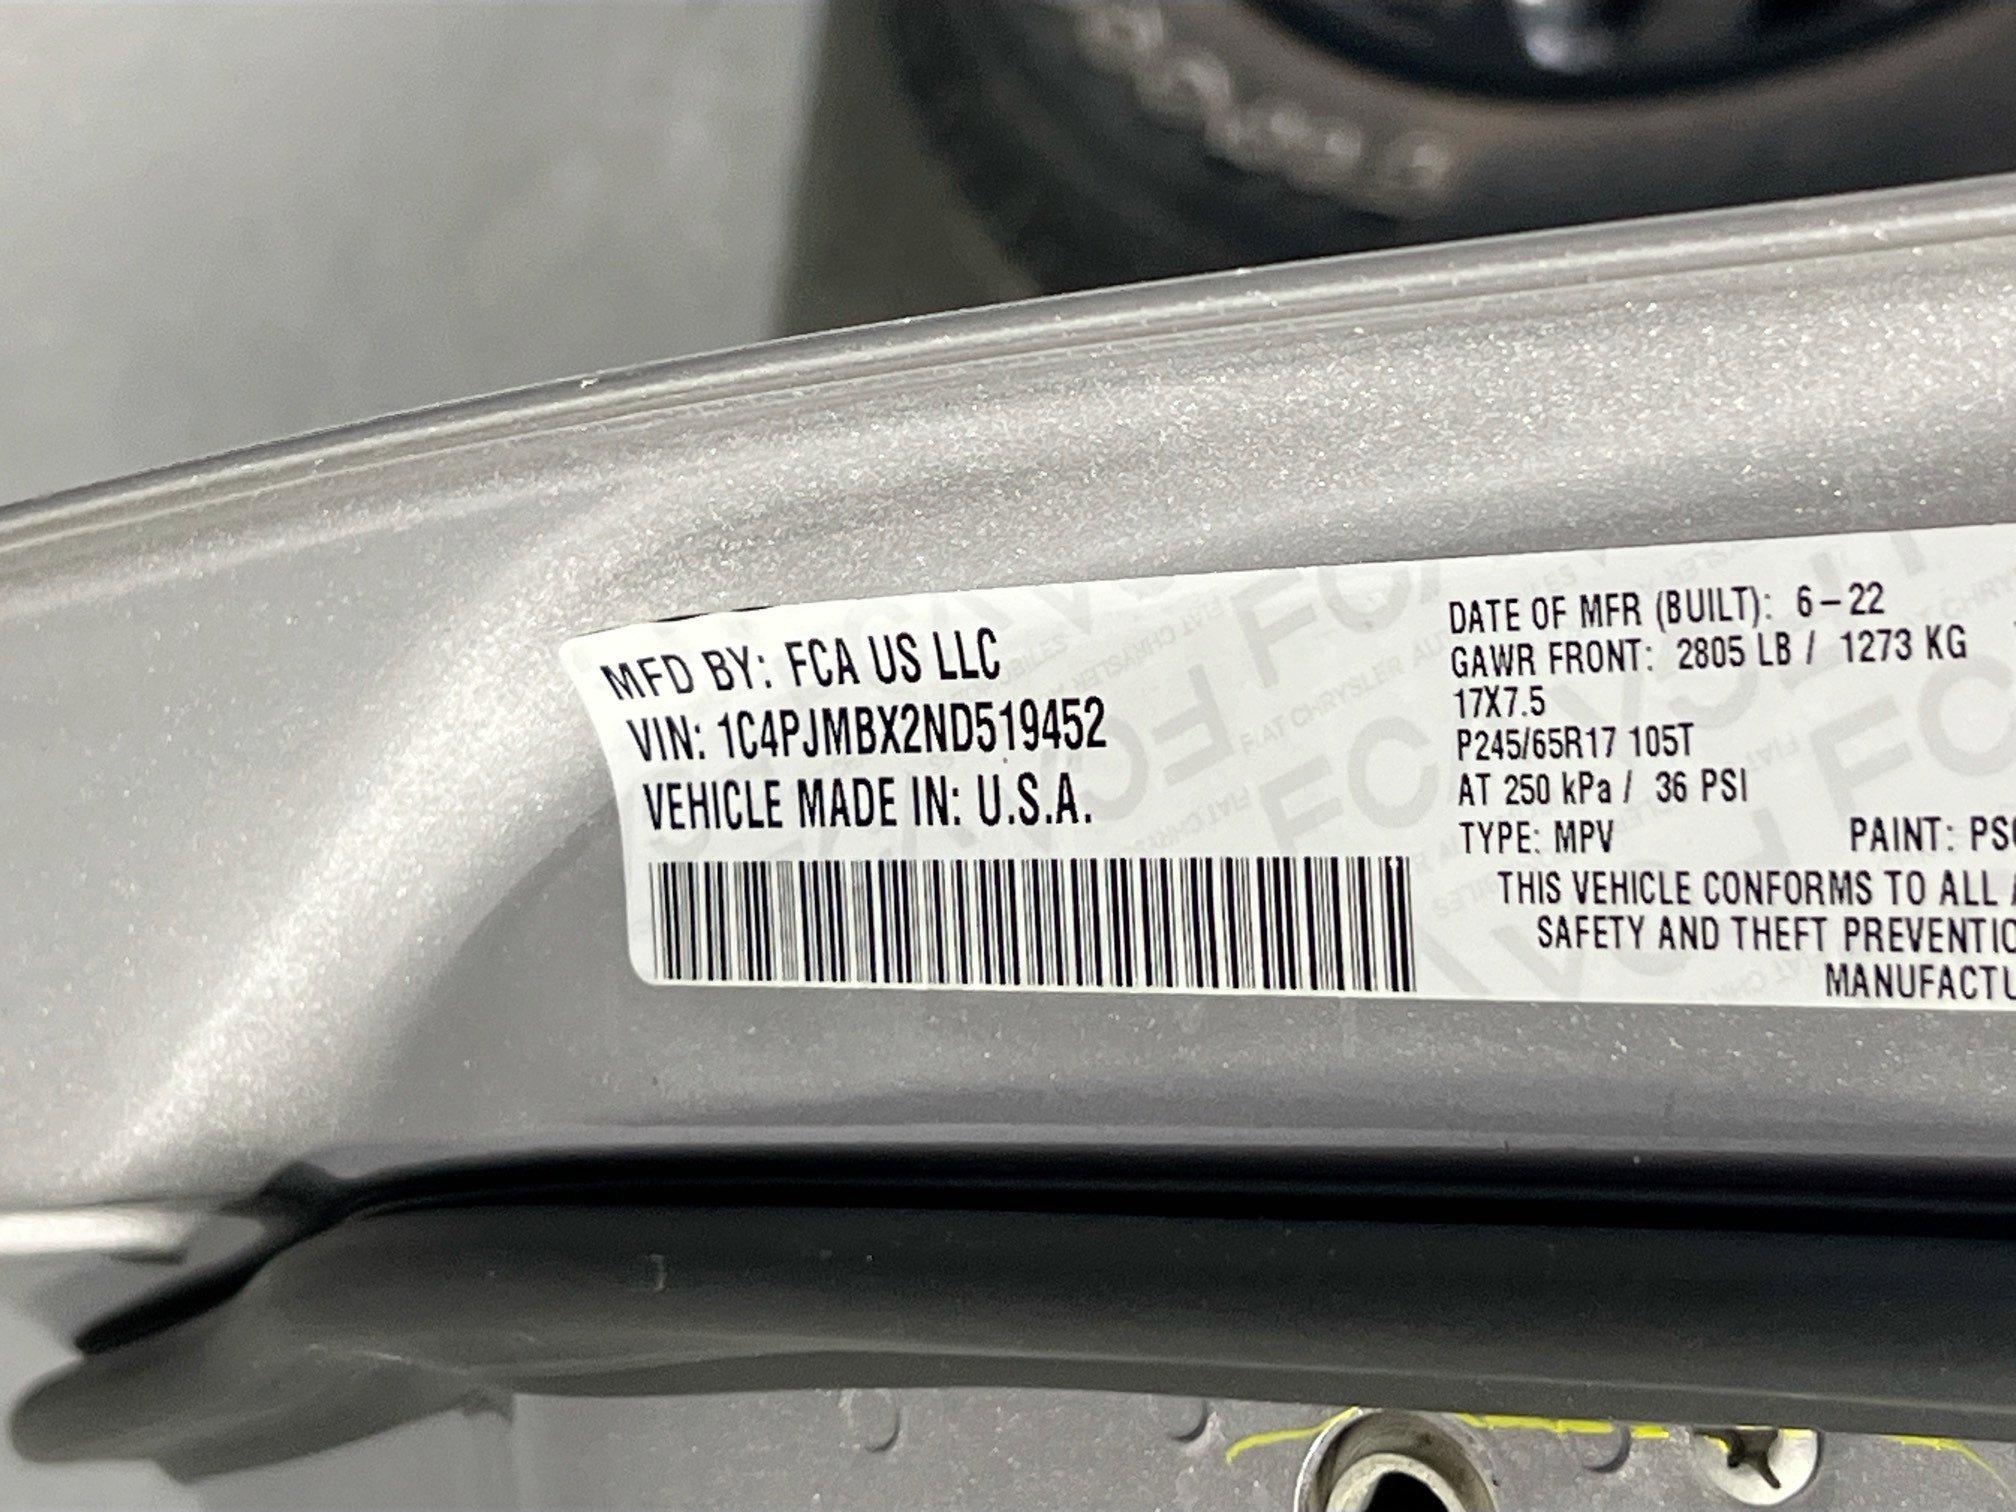 MFD BY: FCA US LLC
VIN: 1C4PJMBX2ND519452
VEHICLE MADE IN: U.S.A.
DATE OF MFR (BUILT): 6-22
GAWR FRONT: 2805 LB / 1273 KG
17X7.5
P245/65R17 105T
AT 250 kPa / 36 PSI
TYPE: MPV PAINT:
THIS VEHICLE CONFORMS TO ALL
SAFETY AND THEFT